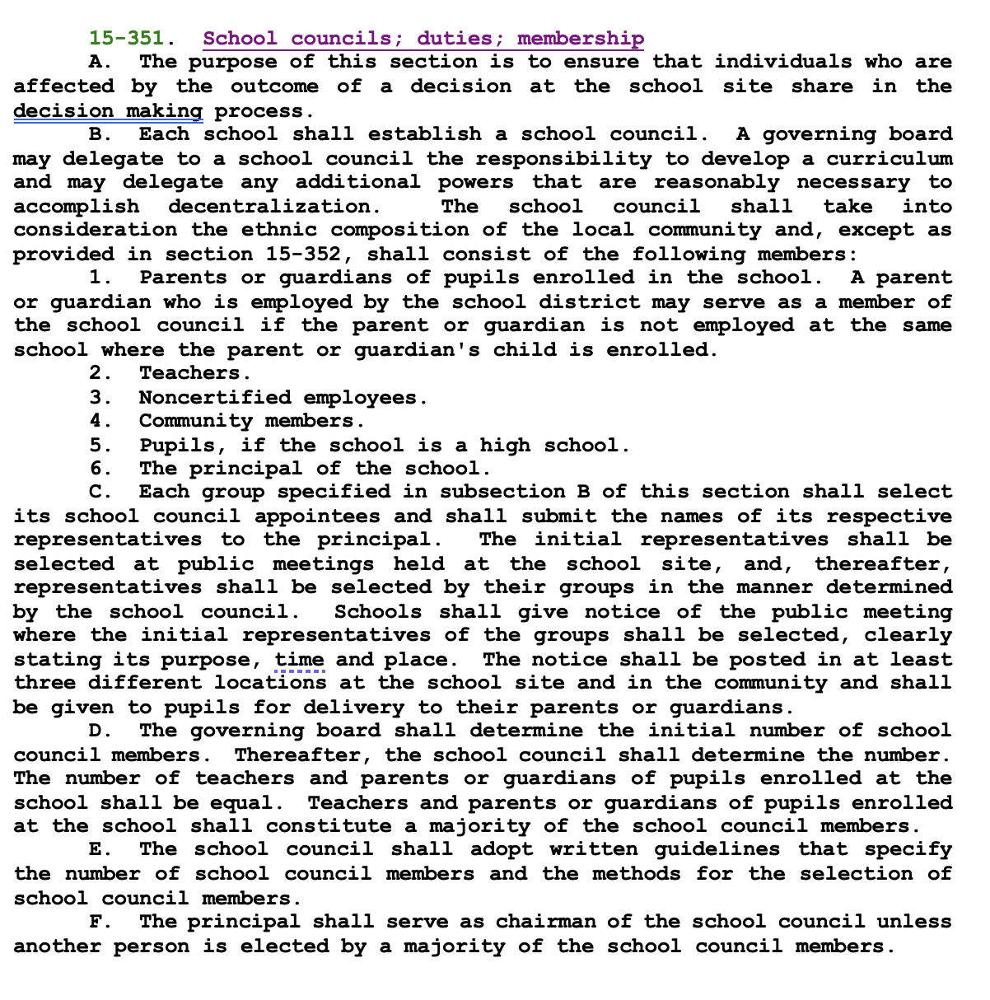 15-351. School councils; duties; membership
A. The purpose of this section is to ensure that individuals who are
affected by the outcome of a decision at the school site share in the
decision making process.
B. Each school shall establish a school council. A governing board
may delegate to a school council the responsibility to develop a curriculum
and may delegate any additional powers that are reasonably necessary to
accomplish decentralization. The school council shall take into
consideration the ethnic composition of the local community and, except as
provided in section 15-352, shall consist of the following members:
1. Parents or guardians of pupils enrolled in the school. A parent
or guardian who is employed by the school district may serve as a member of
the school council if the parent or guardian is not employed at the same
school where the parent or guardian's child is enrolled.
2. Teachers.
3. Noncertified employees.
4. Community members.
5. Pupils, if the school is a high school.
6. The principal of the school.
C. Each group specified in subsection B of this section shall select
its school council appointees and shall submit the names of its respective
representatives to the principal. The initial representatives shall be
selected at public meetings held at the school site, and, thereafter,
representatives shall be selected by their groups in the manner determined
by the school council. Schools shall give notice of the public meeting
where the initial representatives of the groups shall be selected, clearly
stating its purpose, time and place. The notice shall be posted in at least
three different locations at the school site and in the community and shall
be given to pupils for delivery to their parents or guardians.
D. The governing board shall determine the initial number of school
council members. Thereafter, the school council shall determine the number.
The number of teachers and parents or guardians of pupils enrolled at the
school shall be equal. Teachers and parents or guardians of pupils enrolled
at the school shall constitute a majority of the school council members.
E. The school council shall adopt written guidelines that specify
the number of school council members and the methods for the selection of
school council members.
F. The principal shall serve as chairman of the school council unless
another person is elected by a majority of the school council members.